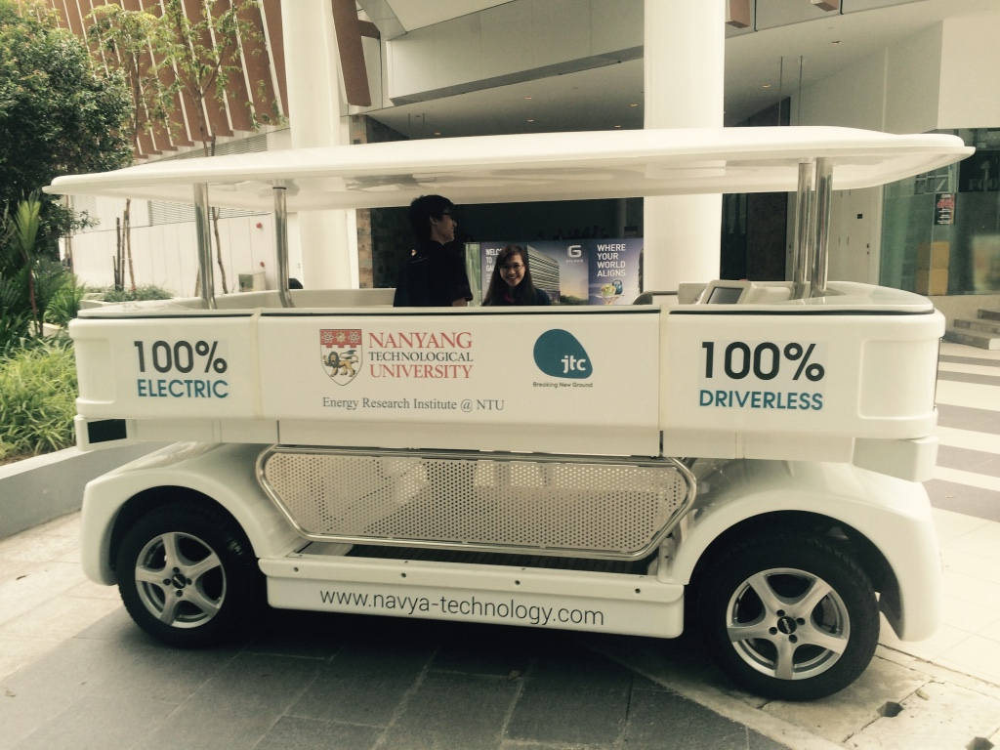 WHERE
YOUR
WORLD
ALIGNS
G
100%
ELECTRIC
NANYANG
TECHNOLOGICAL
UNIVERSITY
Energy Research Institute @ NTU
jtc
Breaking New Ground
100%
DRIVERLESS
www.navya-technology.com